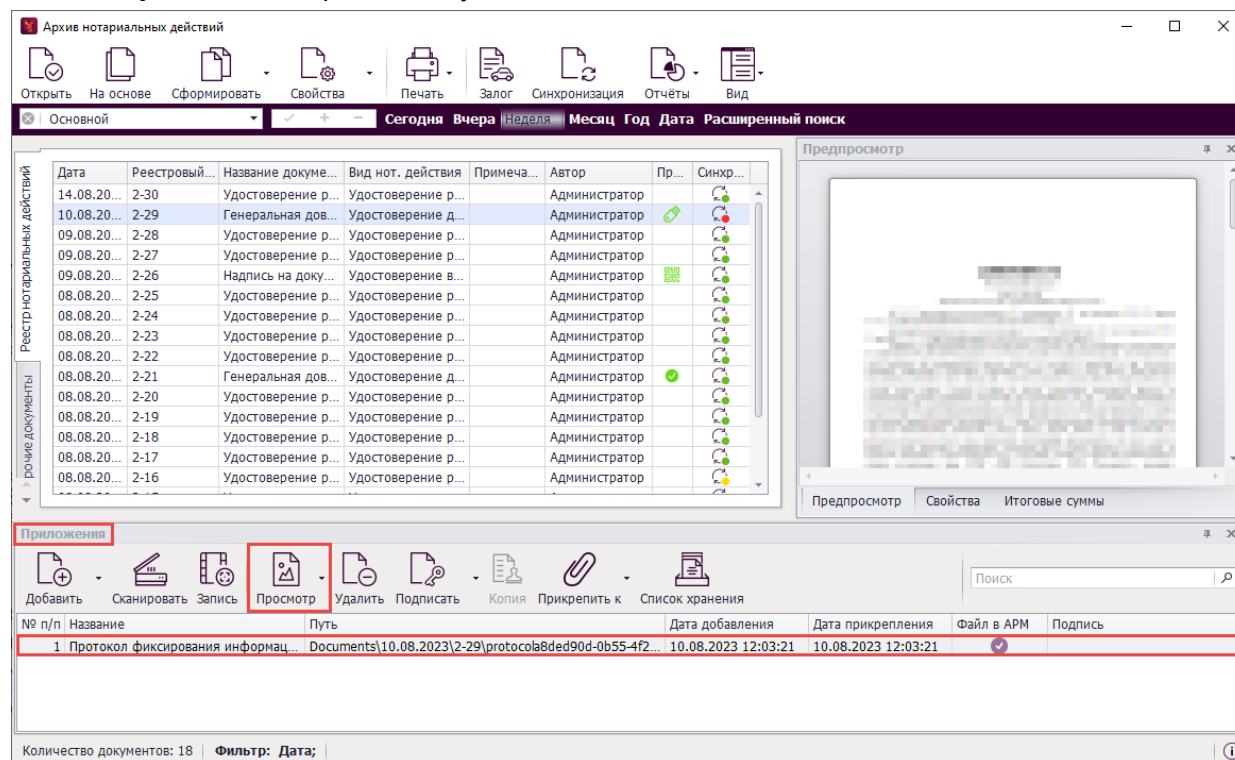 Архив нотариальных действий
Открыть На основе Сформировать Свойства Печать Залог Синхронизация Отчёты Вид
Основной Сегодня Вчера Неделя Месяц Год Дата Расширенный поиск
Предпросмотр
Реестр нотариальных действий
рочие документы
Дата Реестровый... Название докуме... Вид нот. действия Примеча... Автор Пр... Синхр...
14.08.20... 2-30 Удостоверение р... Удостоверение р... Администратор
10.08.20... 2-29 Генеральная дов... Удостоверение д... Администратор
09.08.20... 2-28 Удостоверение р... Удостоверение р... Администратор
09.08.20... 2-27 Удостоверение р... Удостоверение р... Администратор
09.08.20... 2-26 Надпись на доку... Удостоверение в... Администратор
08.08.20... 2-25 Удостоверение р... Удостоверение р... Администратор
08.08.20... 2-24 Удостоверение р... Удостоверение р... Администратор
08.08.20... 2-23 Удостоверение р... Удостоверение р... Администратор
08.08.20... 2-22 Удостоверение р... Удостоверение р... Администратор
08.08.20... 2-21 Генеральная дов... Удостоверение д... Администратор
08.08.20... 2-20 Удостоверение р... Удостоверение р... Администратор
08.08.20... 2-19 Удостоверение р... Удостоверение р... Администратор
08.08.20... 2-18 Удостоверение р... Удостоверение р... Администратор
08.08.20... 2-17 Удостоверение р... Удостоверение р... Администратор
08.08.20... 2-16 Удостоверение р... Удостоверение р... Администратор
Предпросмотр Свойства Итоговые суммы
Приложения
Добавить Сканировать Запись Просмотр Удалить Подписать Копия Прикрепить к Список хранения
Поиск
№ п/п Название Путь Дата добавления Дата прикрепления Файл в АРМ Подпись
1 Протокол фиксирования информац... Documents\10.08.2023\2-29\protocola8ded90d-0b55-4f2... 10.08.2023 12:03:21 10.08.2023 12:03:21
Количество документов: 18 Фильтр: Дата;